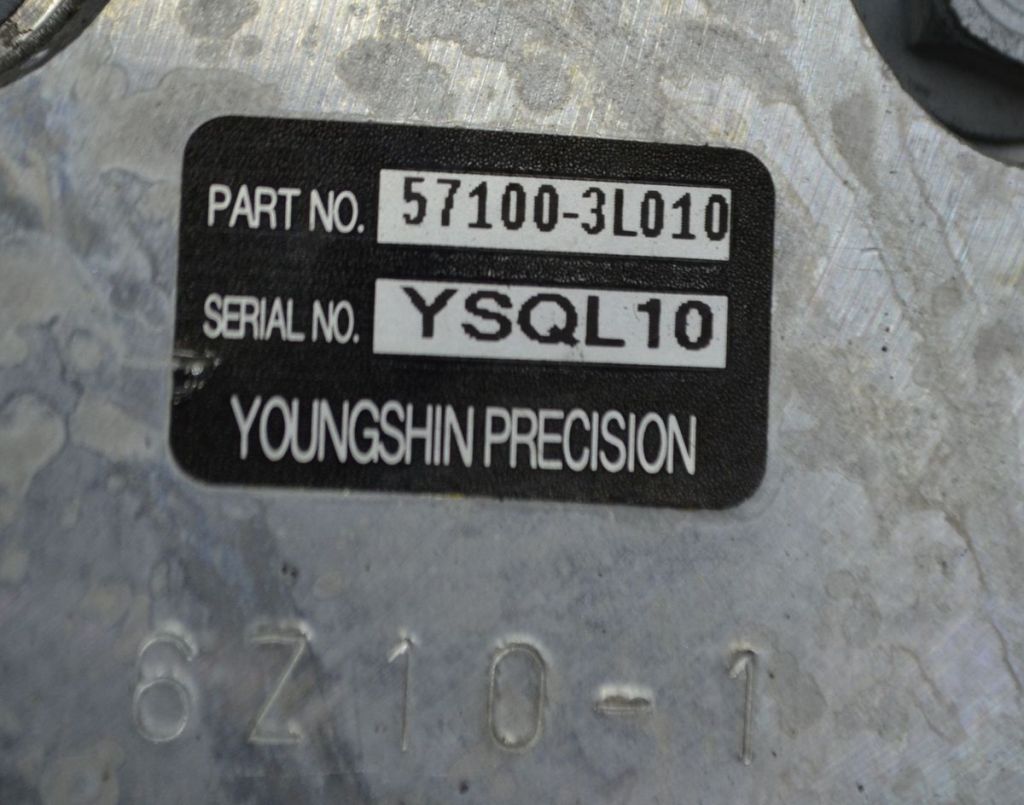 PART NO. 57100-3L010
SERIAL NO. YSQL10
YOUNGSHIN PRECISION
6Z10-1